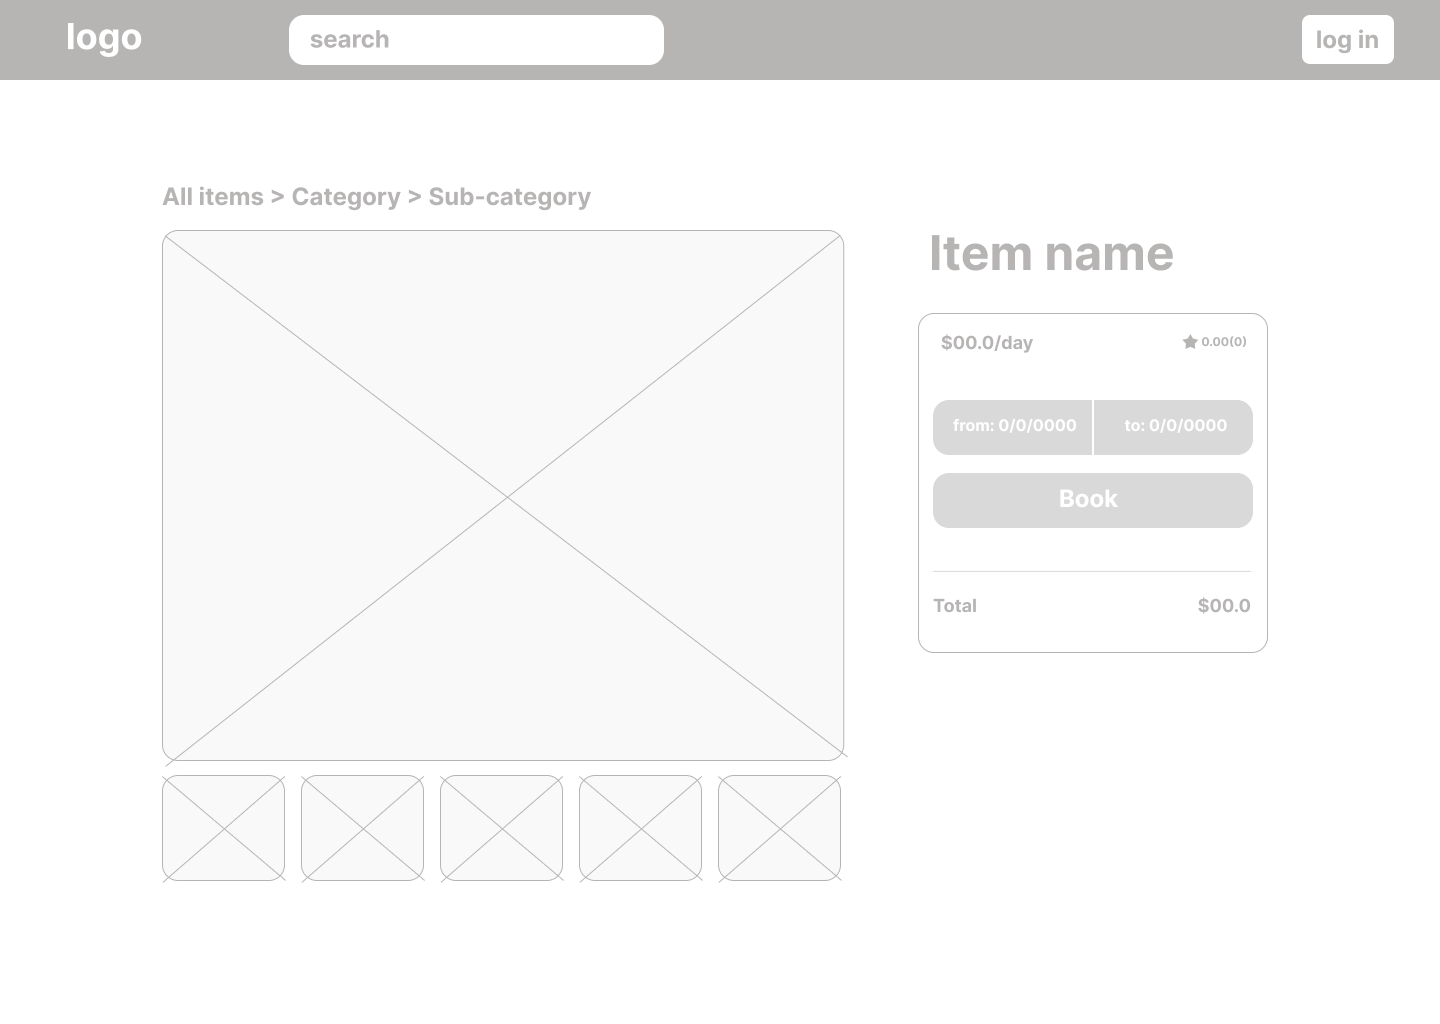 logo
search
log in
All items > Category > Sub-category
Item name
$00.0/day
0.00(0)
from: 0/0/0000
to: 0/0/0000
Book
Total
$00.0